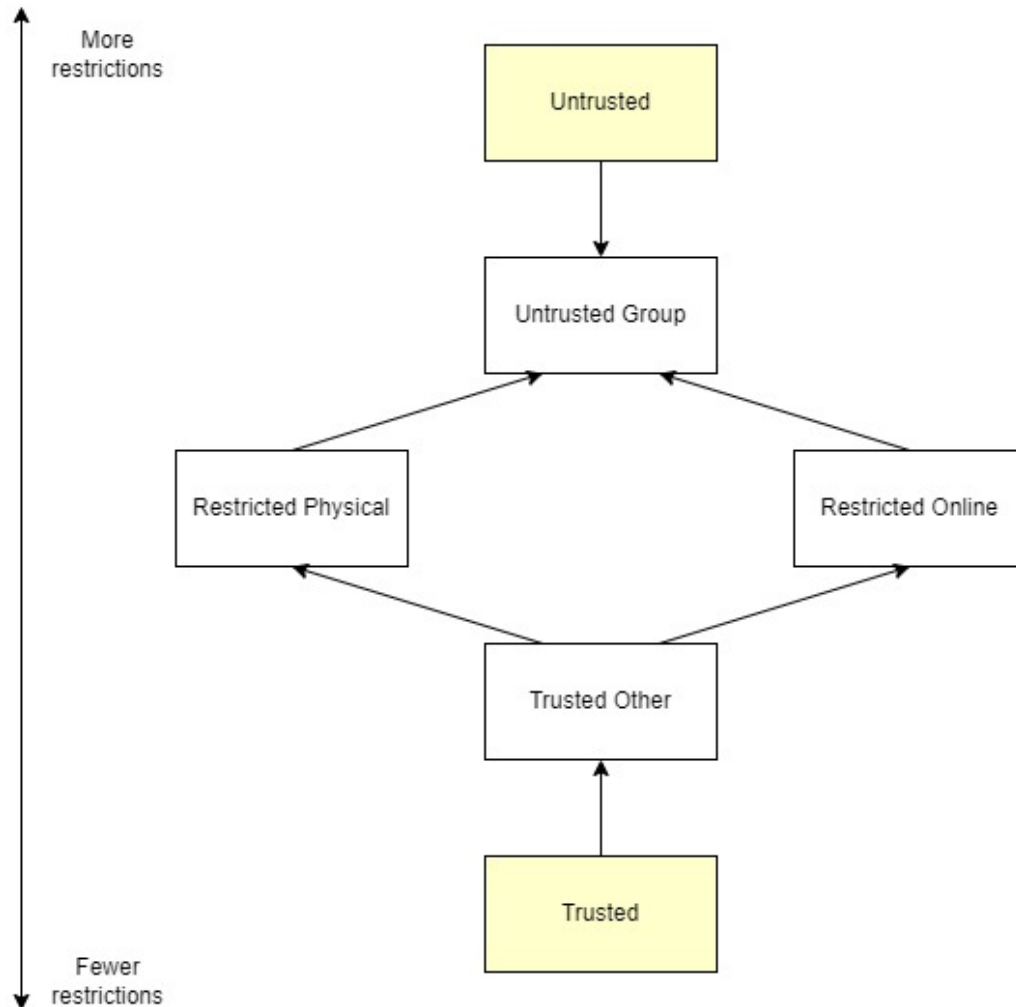 More
restrictions
Untrusted
Untrusted Group
Restricted Physical
Restricted Online
Trusted Other
Trusted
Fewer
restrictions